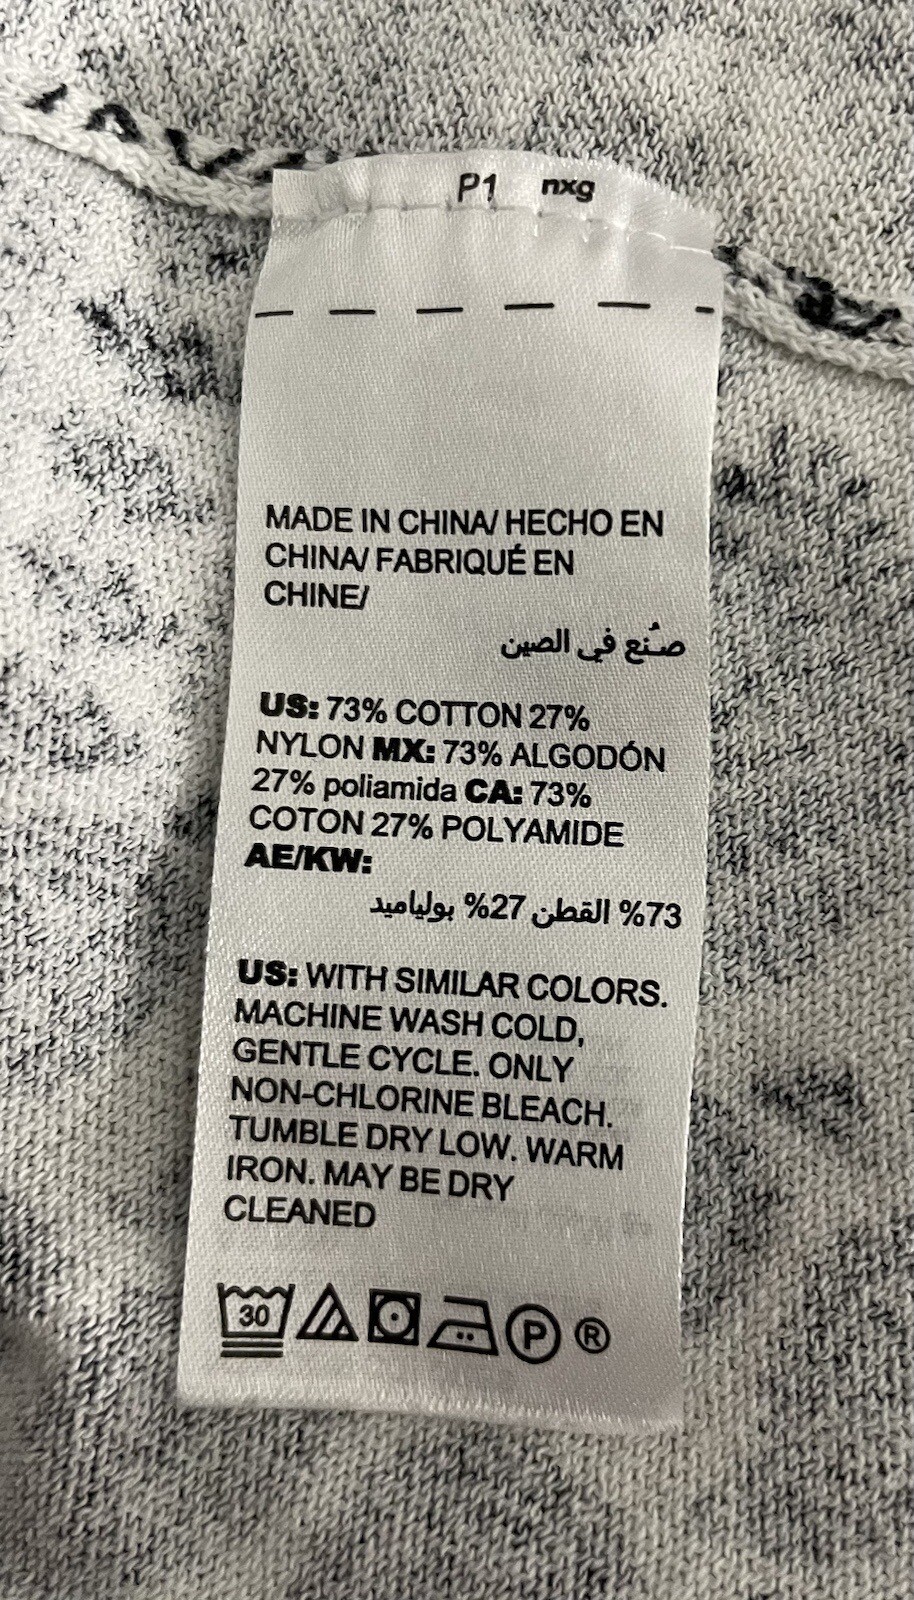 P1 nxg
MADE IN CHINA/ HECHO EN
CHINA/ FABRIQUÉ EN
CHINE/
صُنع في الصين
US: 73% COTTON 27%
NYLON MX: 73% ALGODÓN
27% poliamida CA: 73%
COTON 27% POLYAMIDE
AE/KW:
73% القطن 27% بولياميد
US: WITH SIMILAR COLORS.
MACHINE WASH COLD,
GENTLE CYCLE. ONLY
NON-CHLORINE BLEACH.
TUMBLE DRY LOW. WARM
IRON. MAY BE DRY
CLEANED
30 P ®